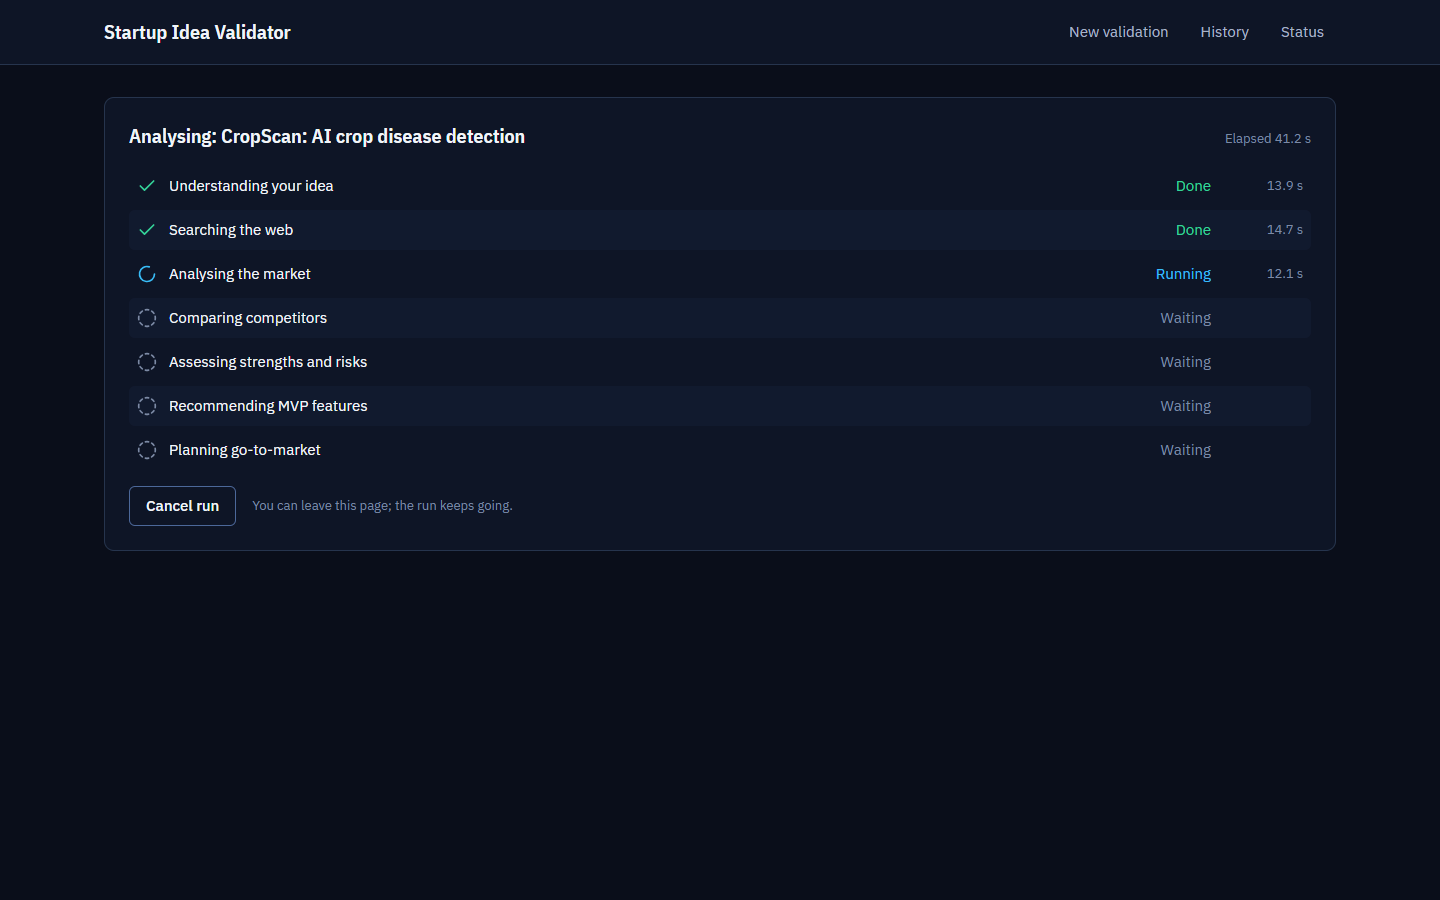 Startup Idea Validator
New validation History Status
Analysing: CropScan: AI crop disease detection
Elapsed 41.2 s
Understanding your idea Done 13.9 s
Searching the web Done 14.7 s
Analysing the market Running 12.1 s
Comparing competitors Waiting
Assessing strengths and risks Waiting
Recommending MVP features Waiting
Planning go-to-market Waiting
Cancel run You can leave this page; the run keeps going.